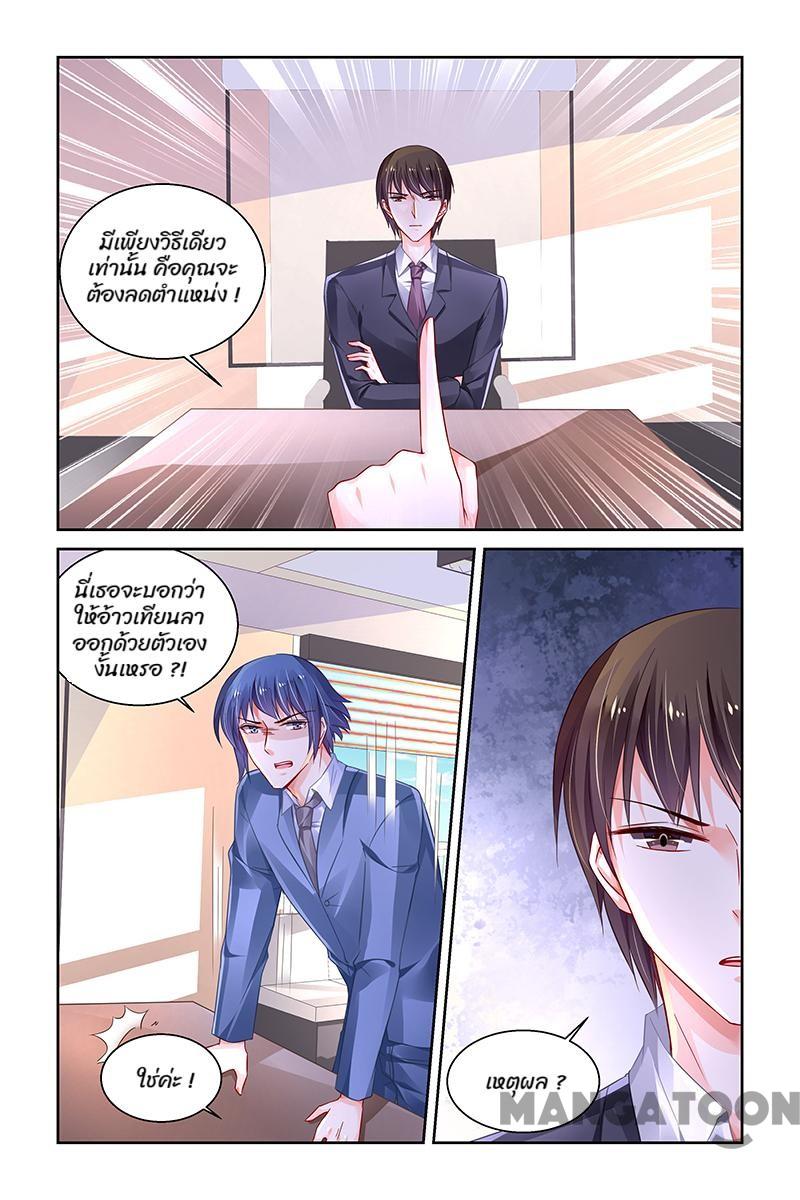 มีเพียงวิธีเดียว
เท่านั้น คือคุณจะ
ต้องลดตำแหน่ง !
นี่เธอจะบอกว่า
ให้อ้าวเทียนลา
ออกด้วยตัวเอง
งั้นเหรอ ?!
ใช่ค่ะ !
เหตุผล ?
MANGATOON